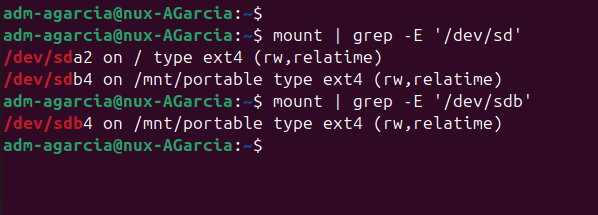 adm-agarcia@nux-AGarcia:~$
adm-agarcia@nux-AGarcia:~$ mount | grep -E '/dev/sd'
/dev/sda2 on / type ext4 (rw,relatime)
/dev/sdb4 on /mnt/portable type ext4 (rw,relatime)
adm-agarcia@nux-AGarcia:~$ mount | grep -E '/dev/sdb'
/dev/sdb4 on /mnt/portable type ext4 (rw,relatime)
adm-agarcia@nux-AGarcia:~$